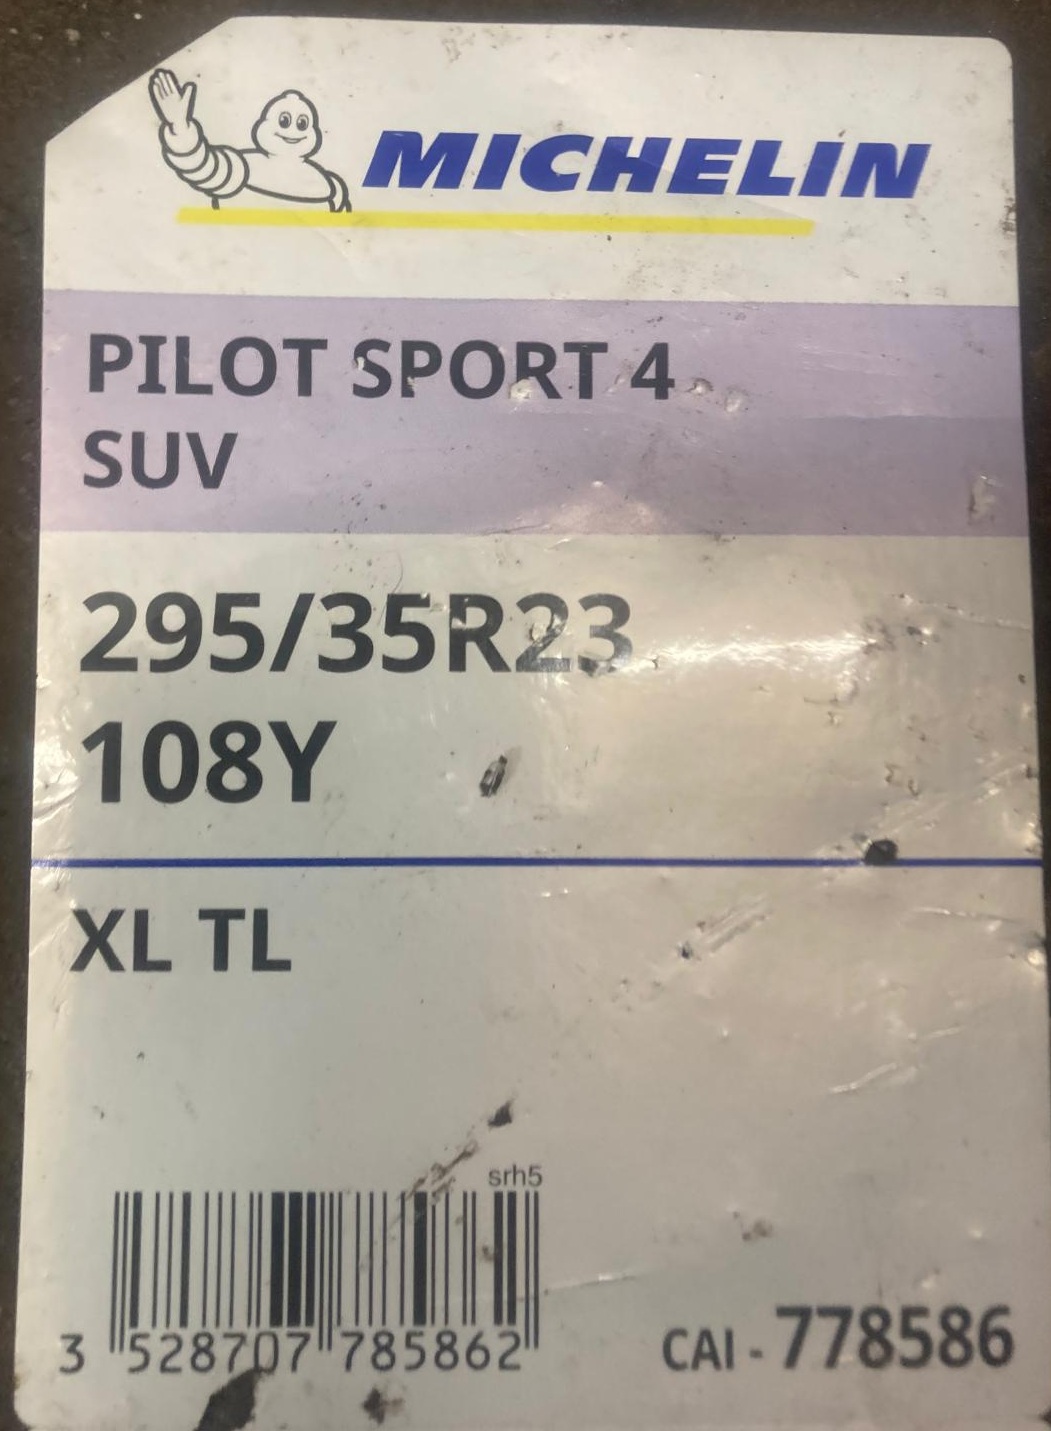 MICHELIN
PILOT SPORT 4
SUV
295/35R23
108Y
XL TL
srh5
3 528707 785862
CAI - 778586